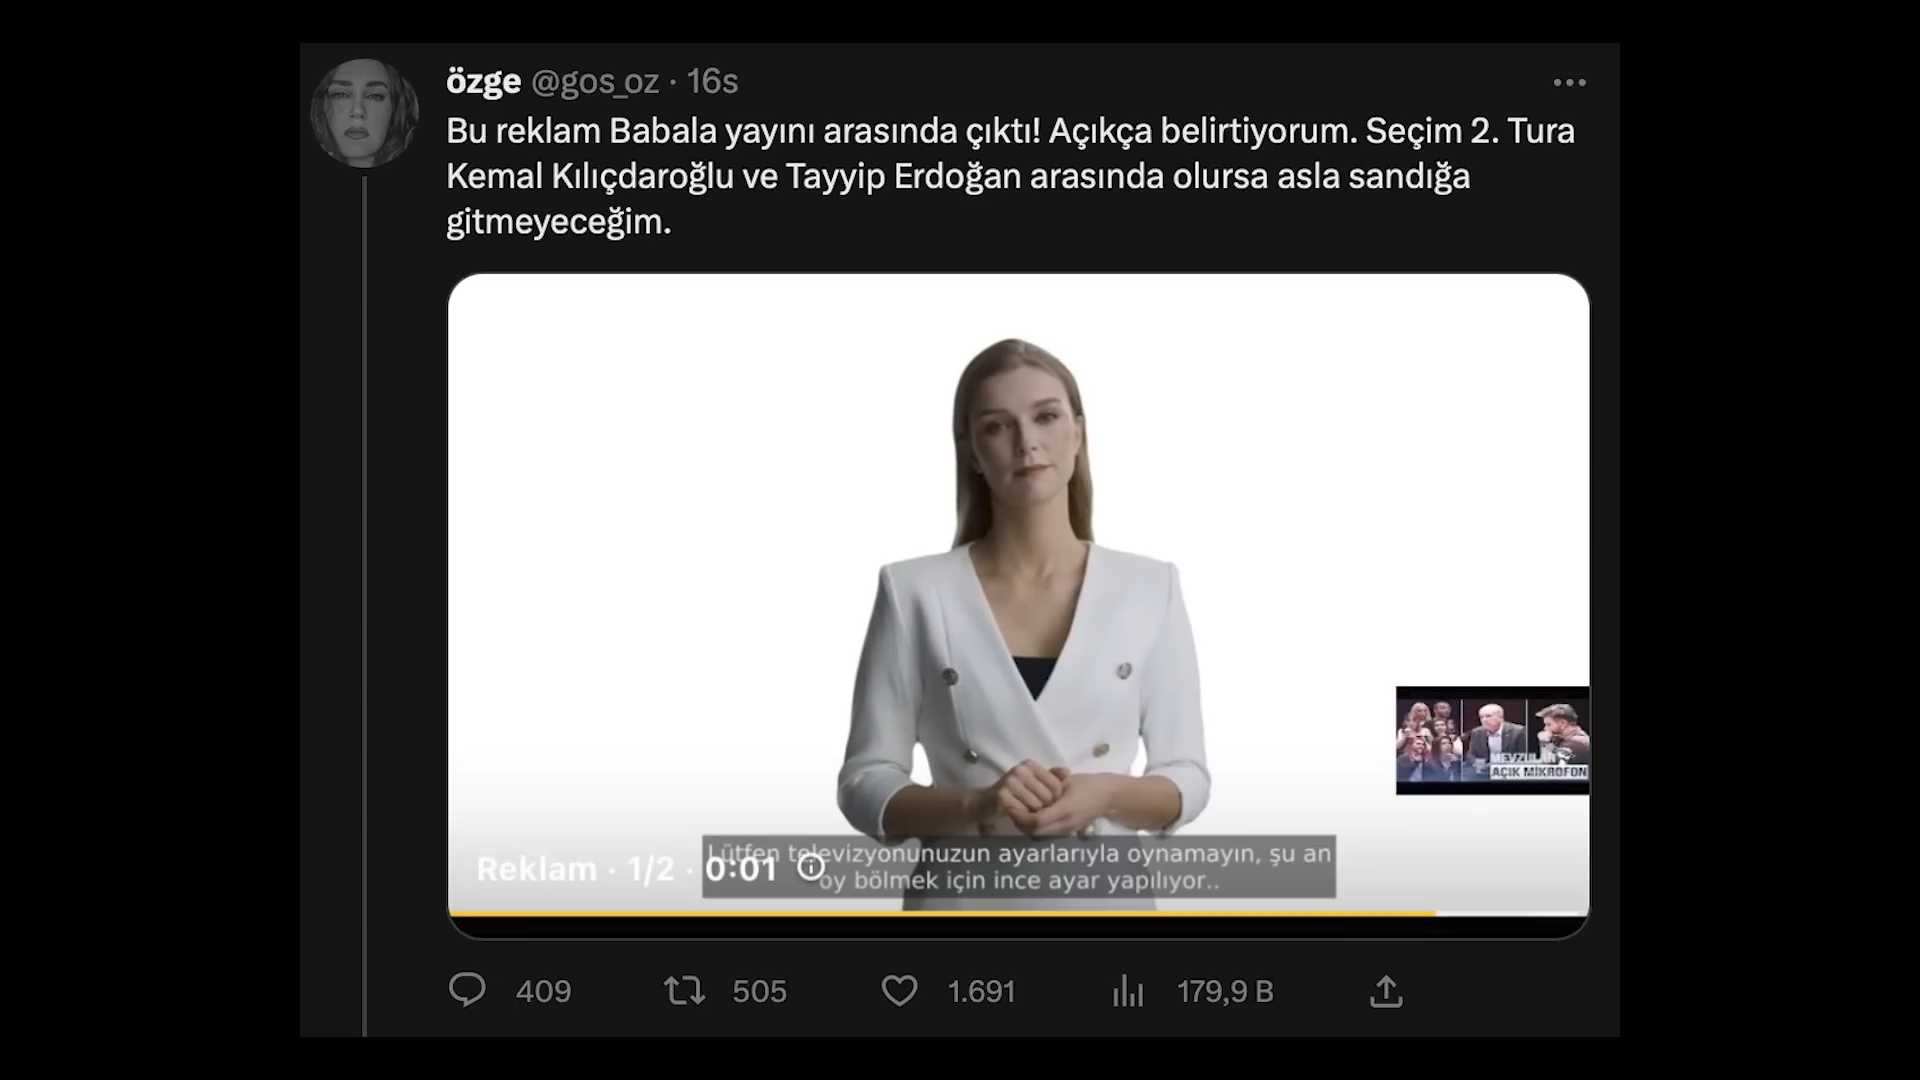 özge @gos_oz · 16s
Bu reklam Babala yayını arasında çıktı! Açıkça belirtiyorum. Seçim 2. Tura
Kemal Kılıçdaroğlu ve Tayyip Erdoğan arasında olursa asla sandığa
gitmeyeceğim.
MEVZULAR
AÇIK MİKROFON
Lütfen televizyonunuzun ayarlarıyla oynamayın, şu an
oy bölmek için ince ayar yapılıyor..
Reklam · 1/2 · 0:01
409 505 1.691 179,9 B